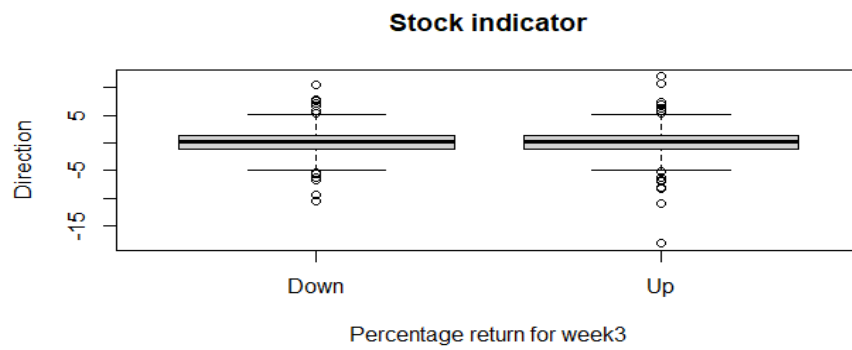 Stock indicator
Direction
5
-5
-15
Down Up
Percentage return for week3